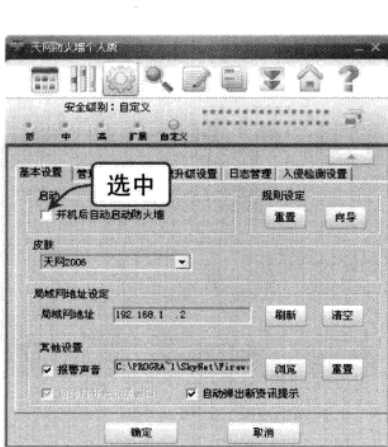 天网防火墙个人版
安全级别：自定义
低 中 高 扩展 自定义
基本设置 管 升级设置 日志管理 入侵检测设置
选中
启动
开机后自动启动防火墙
规则设定
重置 向导
皮肤
天网2006
局域网地址设定
局域网地址 192.168.1 .2 刷新 清空
其他设置
报警声音 C:\PROGRA~1\SkyNet\Firew: 浏览 重置
自动弹出新资讯提示
确定 取消